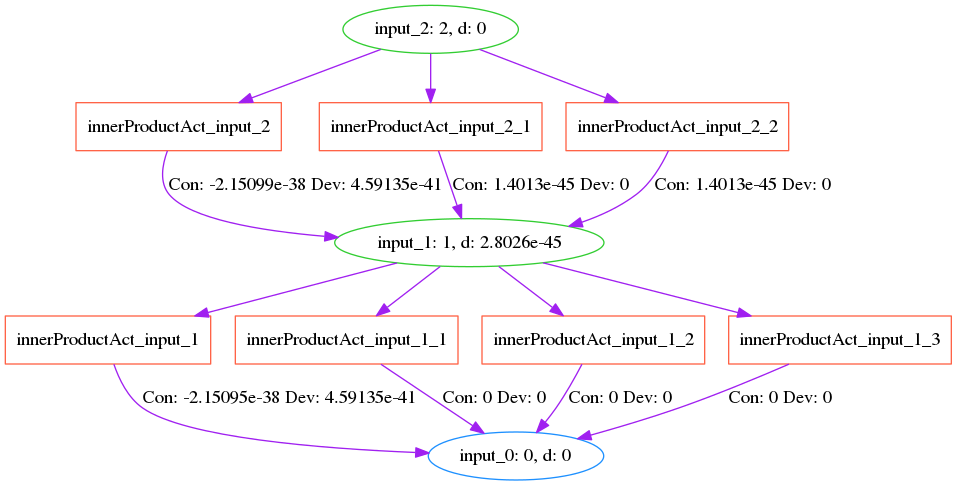 input_2: 2, d: 0
innerProductAct_input_2
innerProductAct_input_2_1
innerProductAct_input_2_2
Con: -2.15099e-38 Dev: 4.59135e-41
Con: 1.4013e-45 Dev: 0
Con: 1.4013e-45 Dev: 0
input_1: 1, d: 2.8026e-45
innerProductAct_input_1
innerProductAct_input_1_1
innerProductAct_input_1_2
innerProductAct_input_1_3
Con: -2.15095e-38 Dev: 4.59135e-41
Con: 0 Dev: 0
Con: 0 Dev: 0
Con: 0 Dev: 0
input_0: 0, d: 0